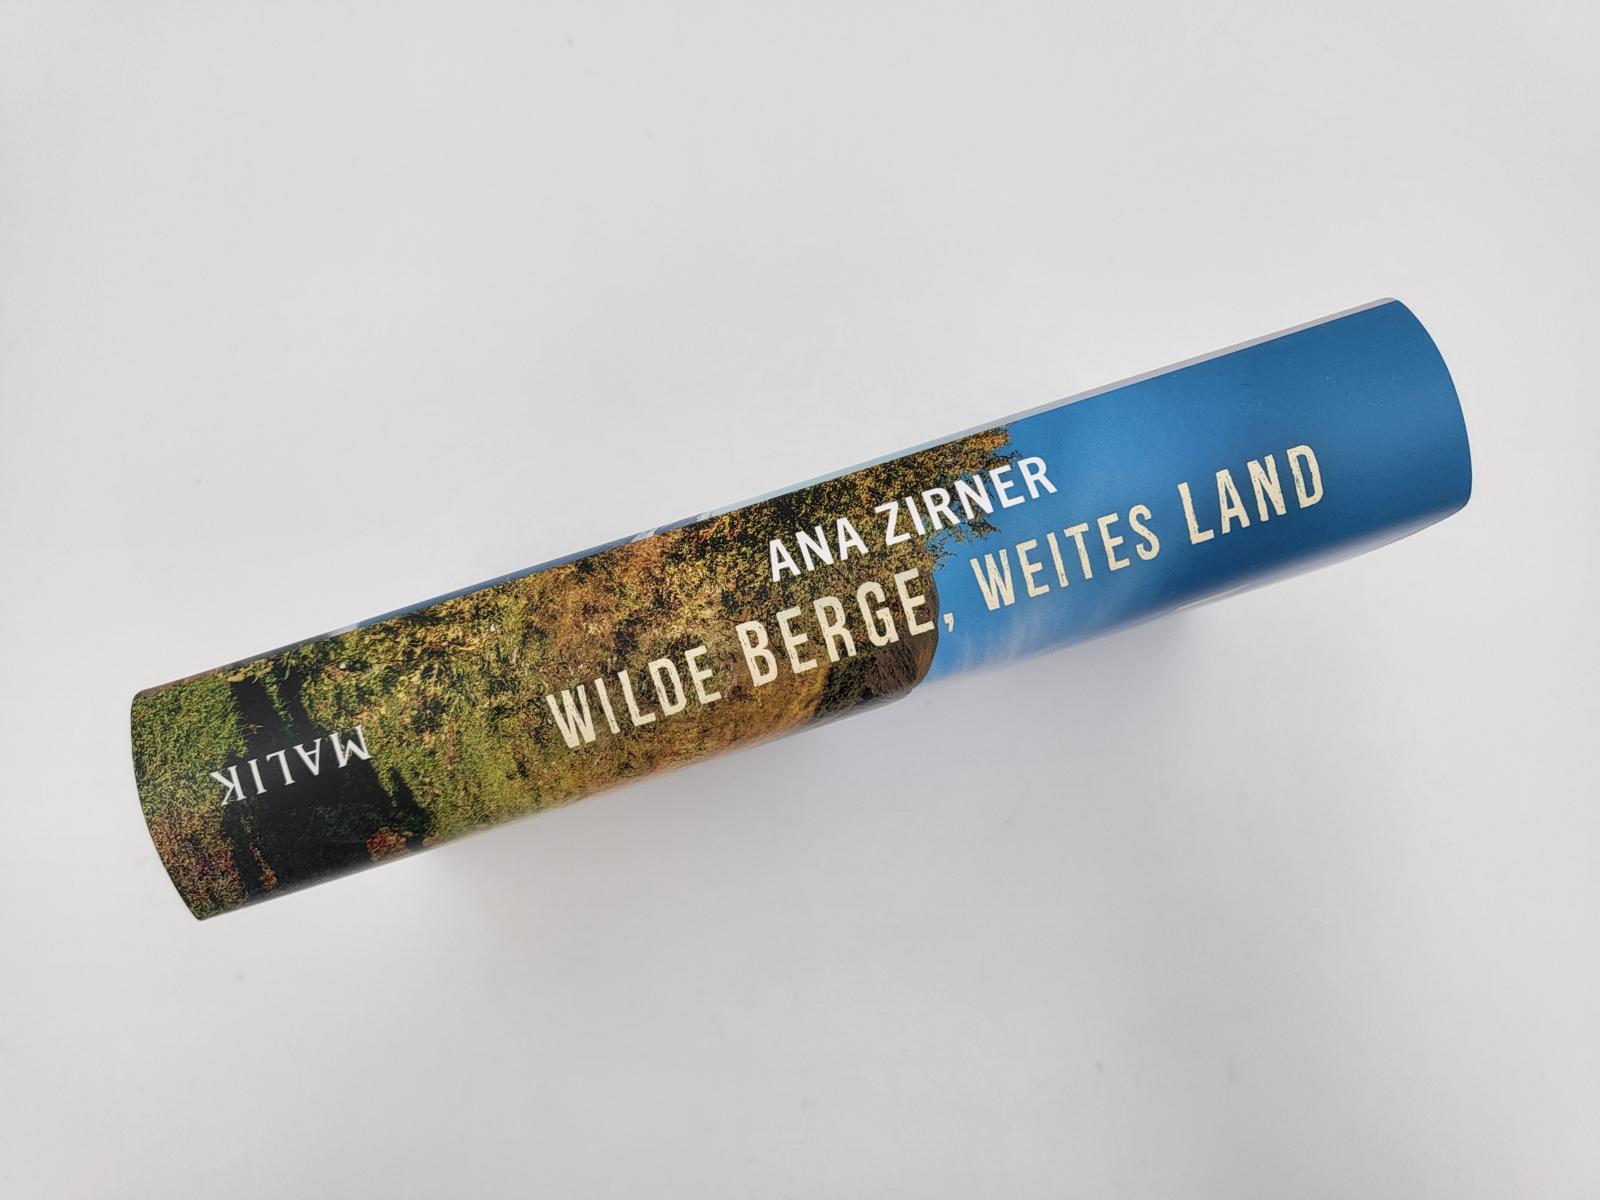 ANA ZIRNER
WILDE BERGE, WEITES LAND
MALIK